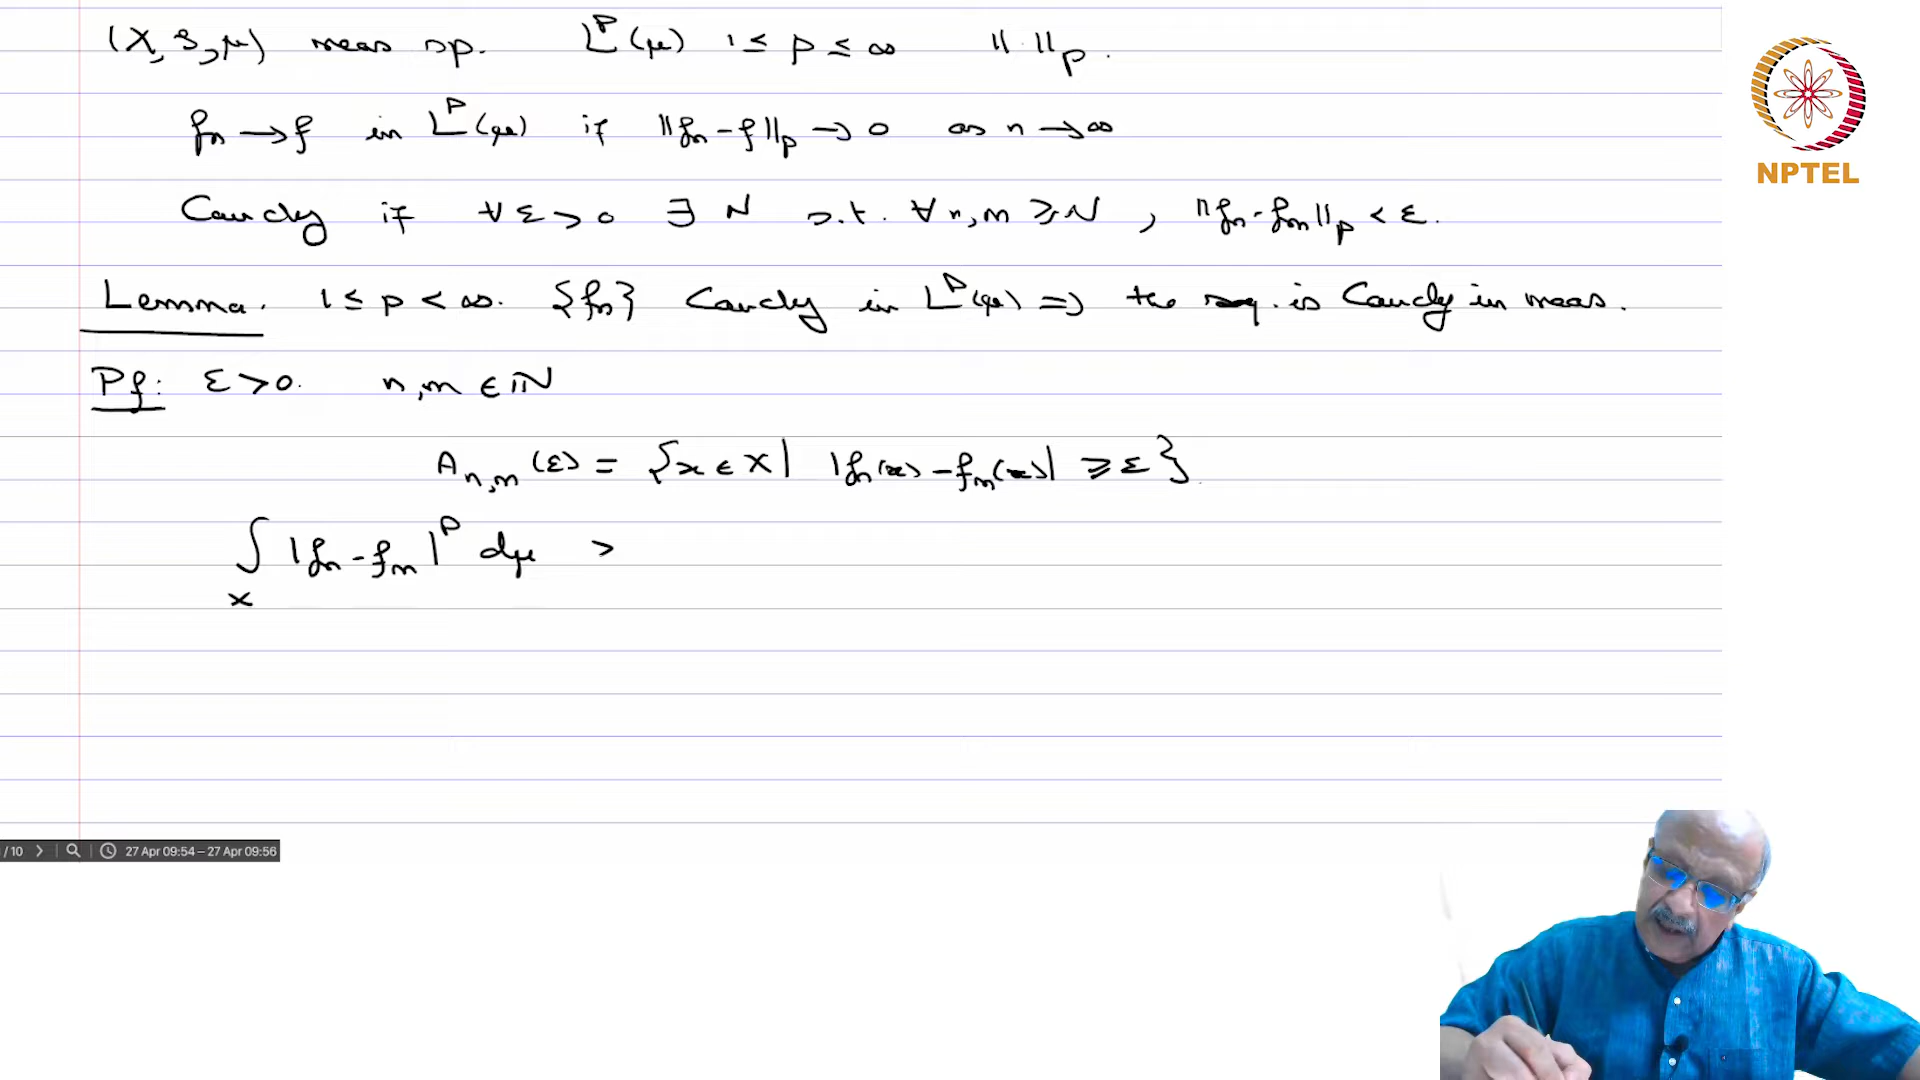 (X, S, μ) meas sp. L^p(μ) 1 ≤ p ≤ ∞ ‖·‖_p.
f_n → f in L^p(μ) if ‖f_n - f‖_p → 0 as n → ∞
Cauchy if ∀ ε > 0 ∃ N s.t. ∀ n, m ≥ N, ‖f_n - f_m‖_p < ε.
Lemma. 1 ≤ p < ∞. {f_n} Cauchy in L^p(μ) ⇒ the seq. is Cauchy in meas.
Pf: ε > 0. n, m ∈ ℕ
A_{n,m}(ε) = {x ∈ X | |f_n(x) - f_m(x)| ≥ ε}.
∫_X |f_n - f_m|^p dμ >
NPTEL
/10 > 27 Apr 09:54 – 27 Apr 09:56